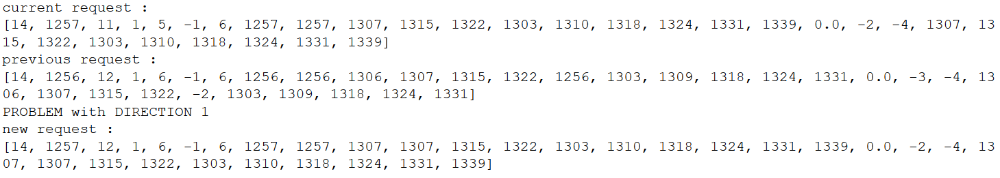 current request :
[14, 1257, 11, 1, 5, -1, 6, 1257, 1257, 1307, 1315, 1322, 1303, 1310, 1318, 1324, 1331, 1339, 0.0, -2, -4, 1307, 13
15, 1322, 1303, 1310, 1318, 1324, 1331, 1339]
previous request :
[14, 1256, 12, 1, 6, -1, 6, 1256, 1256, 1306, 1307, 1315, 1322, 1256, 1303, 1309, 1318, 1324, 1331, 0.0, -3, -4, 13
06, 1307, 1315, 1322, -2, 1303, 1309, 1318, 1324, 1331]
PROBLEM with DIRECTION 1
new request :
[14, 1257, 12, 1, 6, -1, 6, 1257, 1257, 1307, 1307, 1315, 1322, 1303, 1310, 1318, 1324, 1331, 1339, 0.0, -2, -4, 13
07, 1307, 1315, 1322, 1303, 1310, 1318, 1324, 1331, 1339]